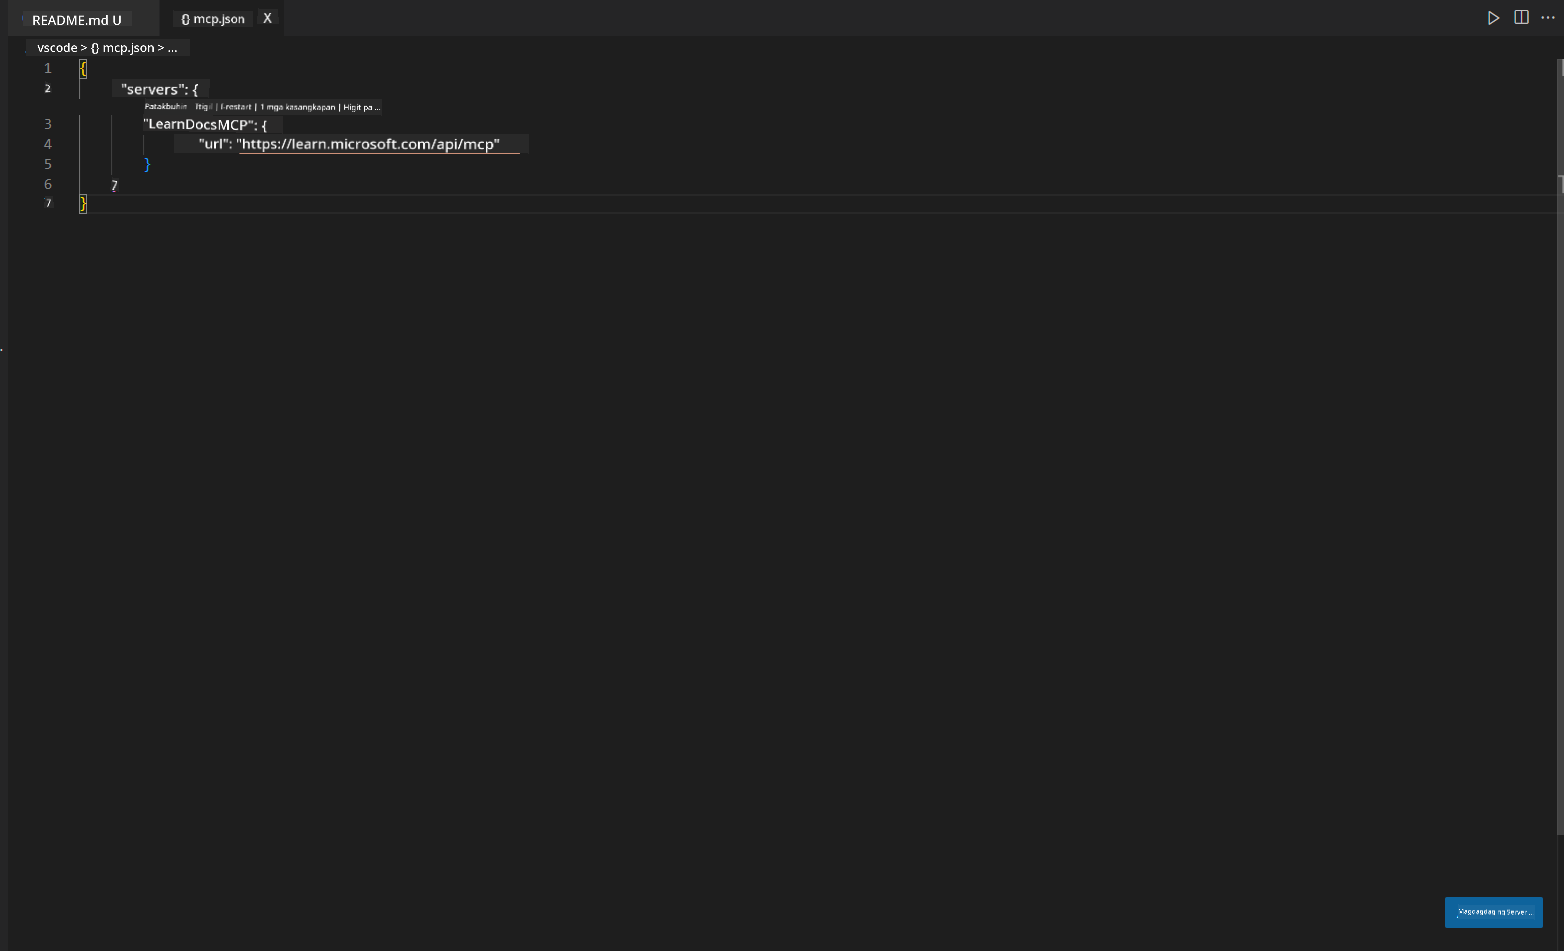 README.md U
{} mcp.json X
vscode > {} mcp.json > ...
1 {
2 "servers": {
Patakbuhin Itigil | I-restart | 1 mga kasangkapan | Higit pa ...
3 "LearnDocsMCP": {
4 "url": "https://learn.microsoft.com/api/mcp"
5 }
6 }
7 }
Magdagdag ng Server...